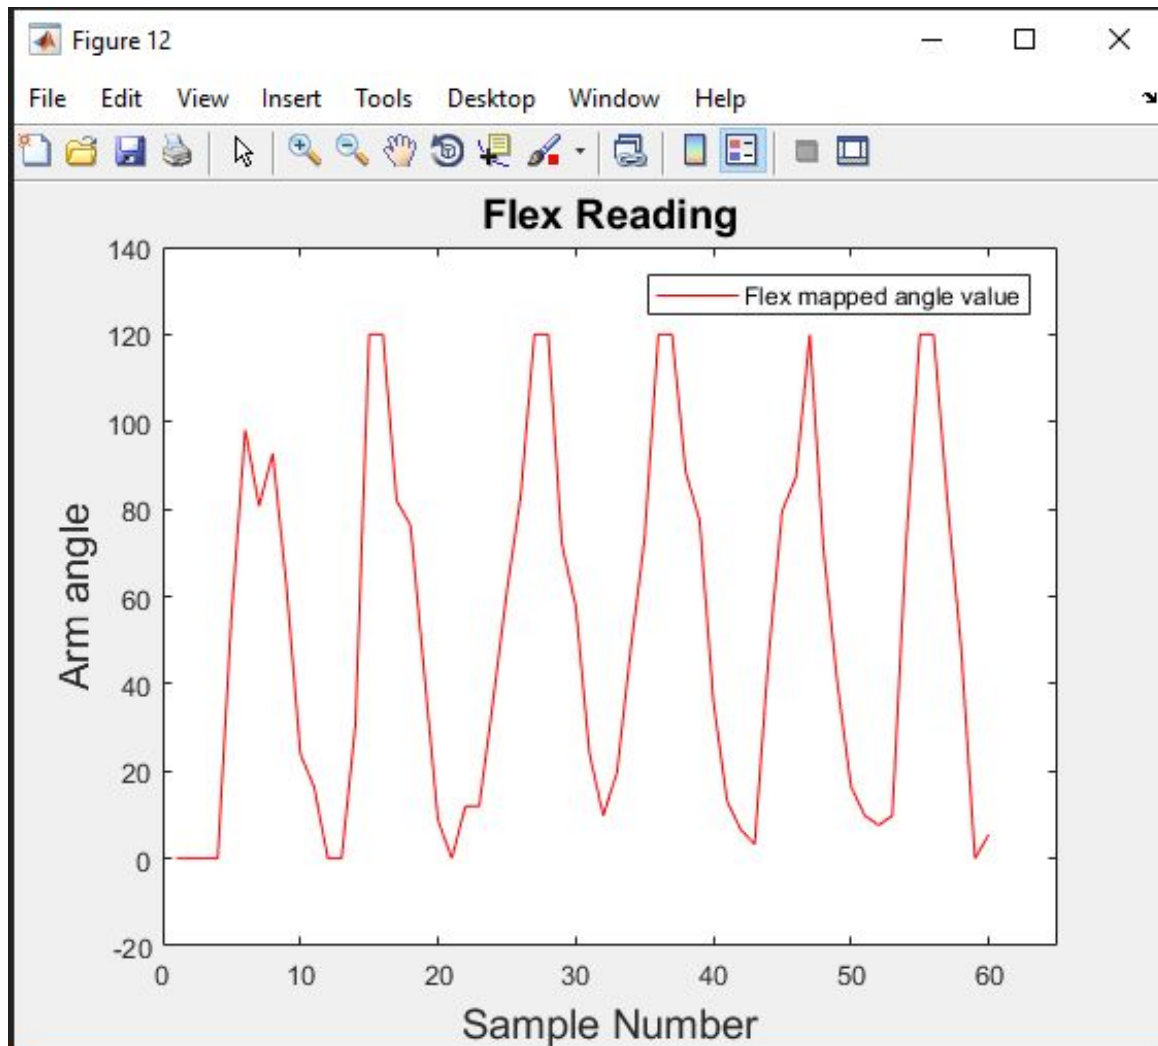 Figure 12
File Edit View Insert Tools Desktop Window Help
Flex Reading
Flex mapped angle value
140
120
100
80
60
40
20
0
-20
Arm angle
0 10 20 30 40 50 60
Sample Number